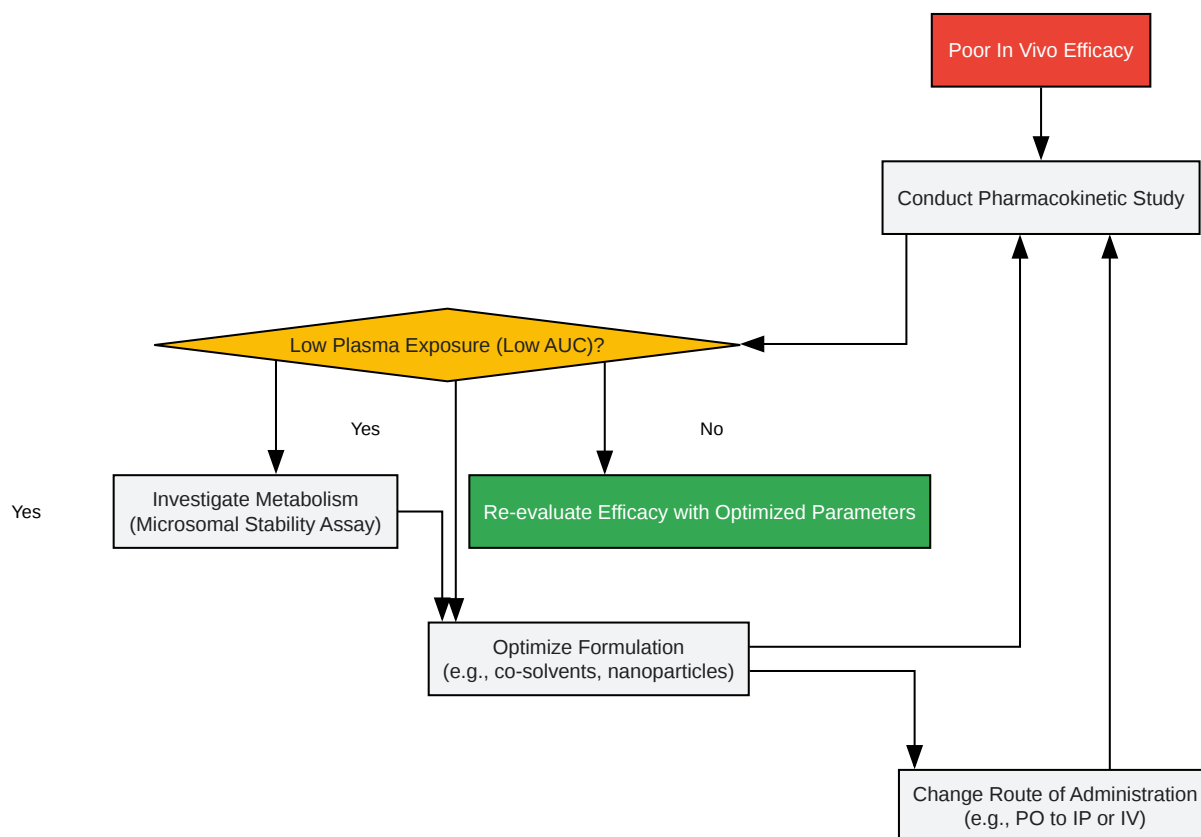 Poor In Vivo Efficacy
Conduct Pharmacokinetic Study
Low Plasma Exposure (Low AUC)?
Yes
No
Investigate Metabolism
(Microsomal Stability Assay)
Re-evaluate Efficacy with Optimized Parameters
Yes
Optimize Formulation
(e.g., co-solvents, nanoparticles)
Change Route of Administration
(e.g., PO to IP or IV)